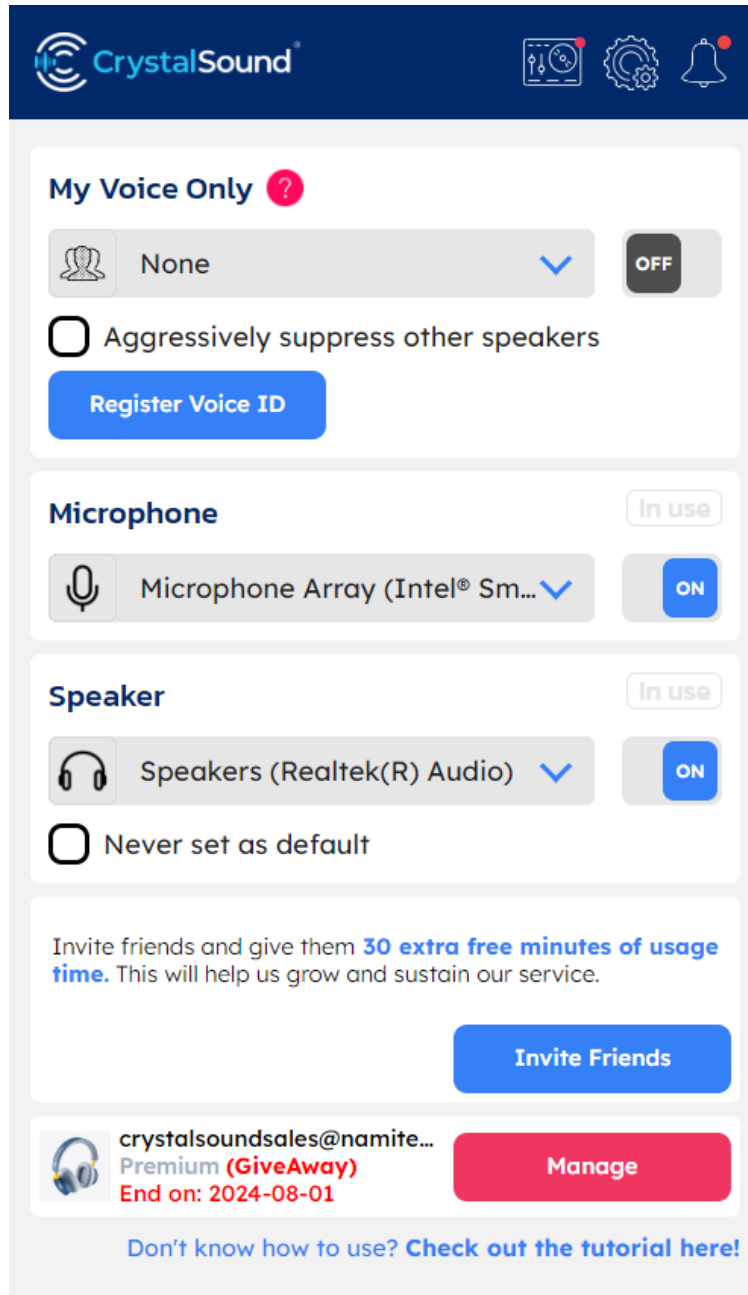 CrystalSound
My Voice Only ?
None
OFF
Aggressively suppress other speakers
Register Voice ID
Microphone
In use
Microphone Array (Intel® Sm...
ON
Speaker
In use
Speakers (Realtek(R) Audio)
ON
Never set as default
Invite friends and give them 30 extra free minutes of usage
time. This will help us grow and sustain our service.
Invite Friends
crystalsoundsales@namite...
Premium (GiveAway)
End on: 2024-08-01
Manage
Don't know how to use? Check out the tutorial here!